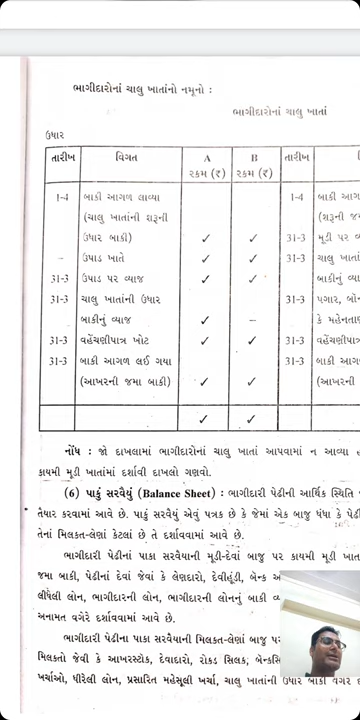 ભાગીદારોનાં ચાલુ ખાતાંનો નમૂનો :
ભાગીદારોનાં ચાલુ ખાતાં
ઉધાર
તારીખ વિગત A B તારીખ
રકમ (₹) રકમ (₹)
1-4 બાકી આગળ લાવ્યા 1-4 બાકી આગ
(ચાલુ ખાતાંની શરૂની (શરૂની જમ
ઉધાર બાકી) ✓ ✓ 31-3 મૂડી પર વ્ય
- ઉપાડ ખાતે ✓ ✓ 31-3 ચાલુ ખાતાં
31-3 ઉપાડ પર વ્યાજ ✓ ✓ બાકીનું વ્યા
31-3 ચાલુ ખાતાંની ઉધાર 31-3 પગાર, બૉન
બાકીનું વ્યાજ ✓ – કે મહેનતાણ
31-3 વહેંચણીપાત્ર ખોટ ✓ ✓ 31-3 વહેંચણીપાત્ર
31-3 બાકી આગળ લઈ ગયા 31-3 બાકી આગળ
(આખરની જમા બાકી) ✓ ✓ (આખરની
✓ ✓
નોંધ : જો દાખલામાં ભાગીદારોનાં ચાલુ ખાતાં આપવામાં ન આવ્યા
કાયમી મૂડી ખાતાંમાં દર્શાવી દાખલો ગણવો.
(6) પાકું સરવૈયું (Balance Sheet) : ભાગીદારી પેઢીની આર્થિક સ્થિતિ
તૈયાર કરવામાં આવે છે. પાકું સરવૈયું એવું પત્રક છે કે જેમાં એક બાજુ ધંધા કે પેઢી
તેનાં મિલકત-લેણાં કેટલાં છે તે દર્શાવવામાં આવે છે.
ભાગીદારી પેઢીનાં પાકા સરવૈયાની મૂડી-દેવાં બાજુ પર કાયમી મૂડી ખાત
જમા બાકી, પેઢીનાં દેવાં જેવાં કે લેણદારો, દેવીહૂંડી, બેન્ક ઓ
લીધેલી લોન, ભાગીદારની લોન, ભાગીદારની લોનનું બાકી વ્ય
અનામત વગેરે દર્શાવવામાં આવે છે.
ભાગીદારી પેઢીના પાકા સરવૈયાની મિલકત-લેણાં બાજુ પર
મિલકતો જેવી કે આખરસ્ટોક, દેવાદારો, રોકડ સિલક, બેન્કસિ
ખર્ચાઓ, ધીરેલી લોન, પ્રસારિત મહેસૂલી ખર્ચા, ચાલુ ખાતાંની ઉધાર બાકી વગેરે દ